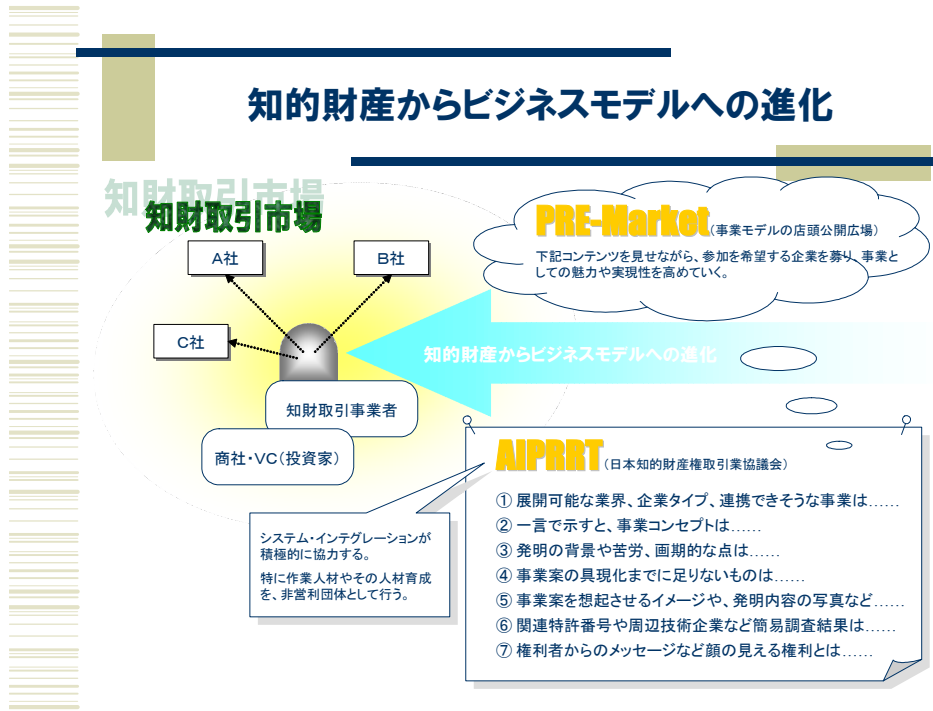 知的財産からビジネスモデルへの進化
知財取引市場
A社
B社
C社
知財取引事業者
商社・VC(投資家)
PRE-Market(事業モデルの店頭公開広場)
下記コンテンツを見せながら、参加を希望する企業を募り、事業と
しての魅力や実現性を高めていく。
知的財産からビジネスモデルへの進化
AIPRRT(日本知的財産権取引業協議会)
① 展開可能な業界、企業タイプ、連携できそうな事業は……
② 一言で示すと、事業コンセプトは……
③ 発明の背景や苦労、画期的な点は……
④ 事業案の具現化までに足りないものは……
⑤ 事業案を想起させるイメージや、発明内容の写真など……
⑥ 関連特許番号や周辺技術企業など簡易調査結果は……
⑦ 権利者からのメッセージなど顔の見える権利とは……
システム・インテグレーションが
積極的に協力する。
特に作業人材やその人材育成
を、非営利団体として行う。